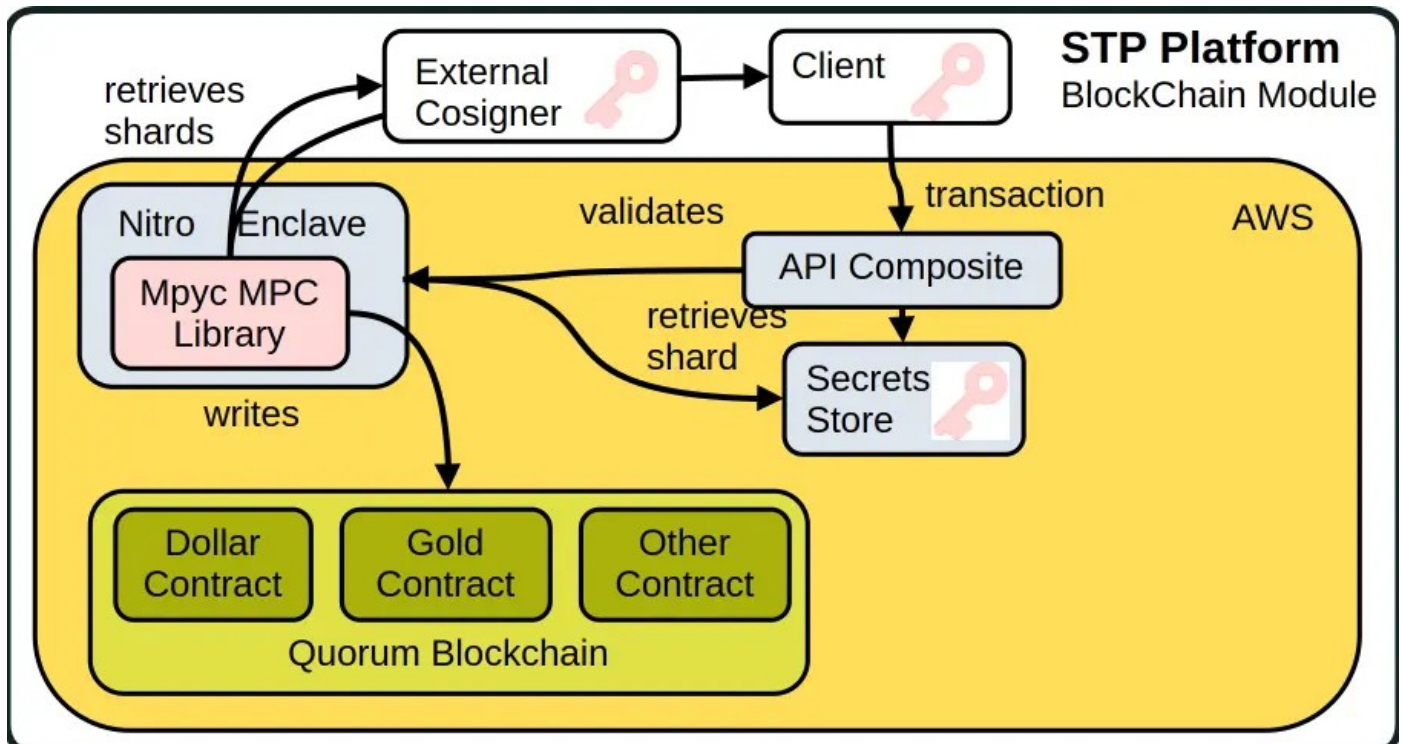 STP Platform
BlockChain Module
External
Cosigner
Client
retrieves
shards
transaction
AWS
validates
Nitro Enclave
Mpyc MPC
Library
API Composite
retrieves
shard
Secrets
Store
writes
Dollar
Contract
Gold
Contract
Other
Contract
Quorum Blockchain